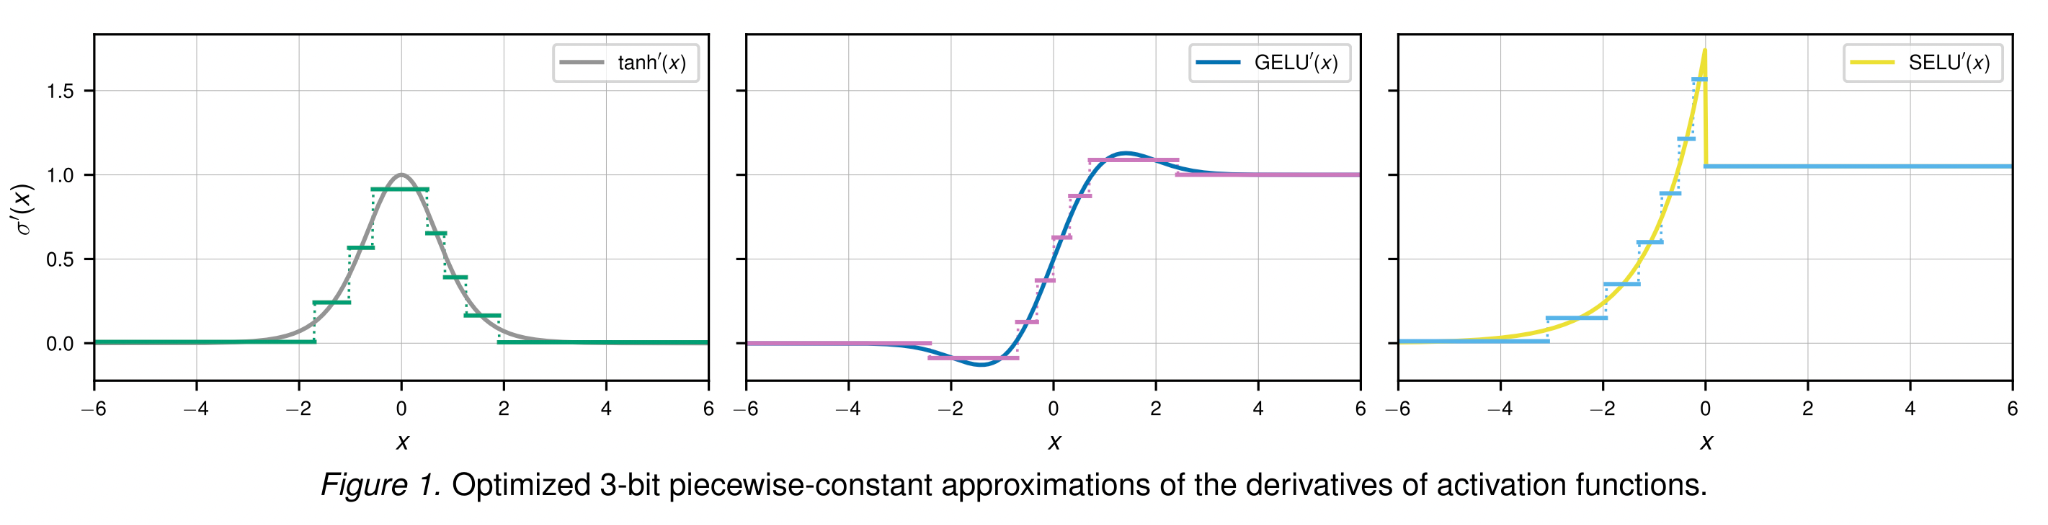 tanh′(x)
GELU′(x)
SELU′(x)
σ′(x)
1.5
1.0
0.5
0.0
−6 −4 −2 0 2 4 6
−6 −4 −2 0 2 4 6
−6 −4 −2 0 2 4 6
x
x
x
Figure 1. Optimized 3-bit piecewise-constant approximations of the derivatives of activation functions.